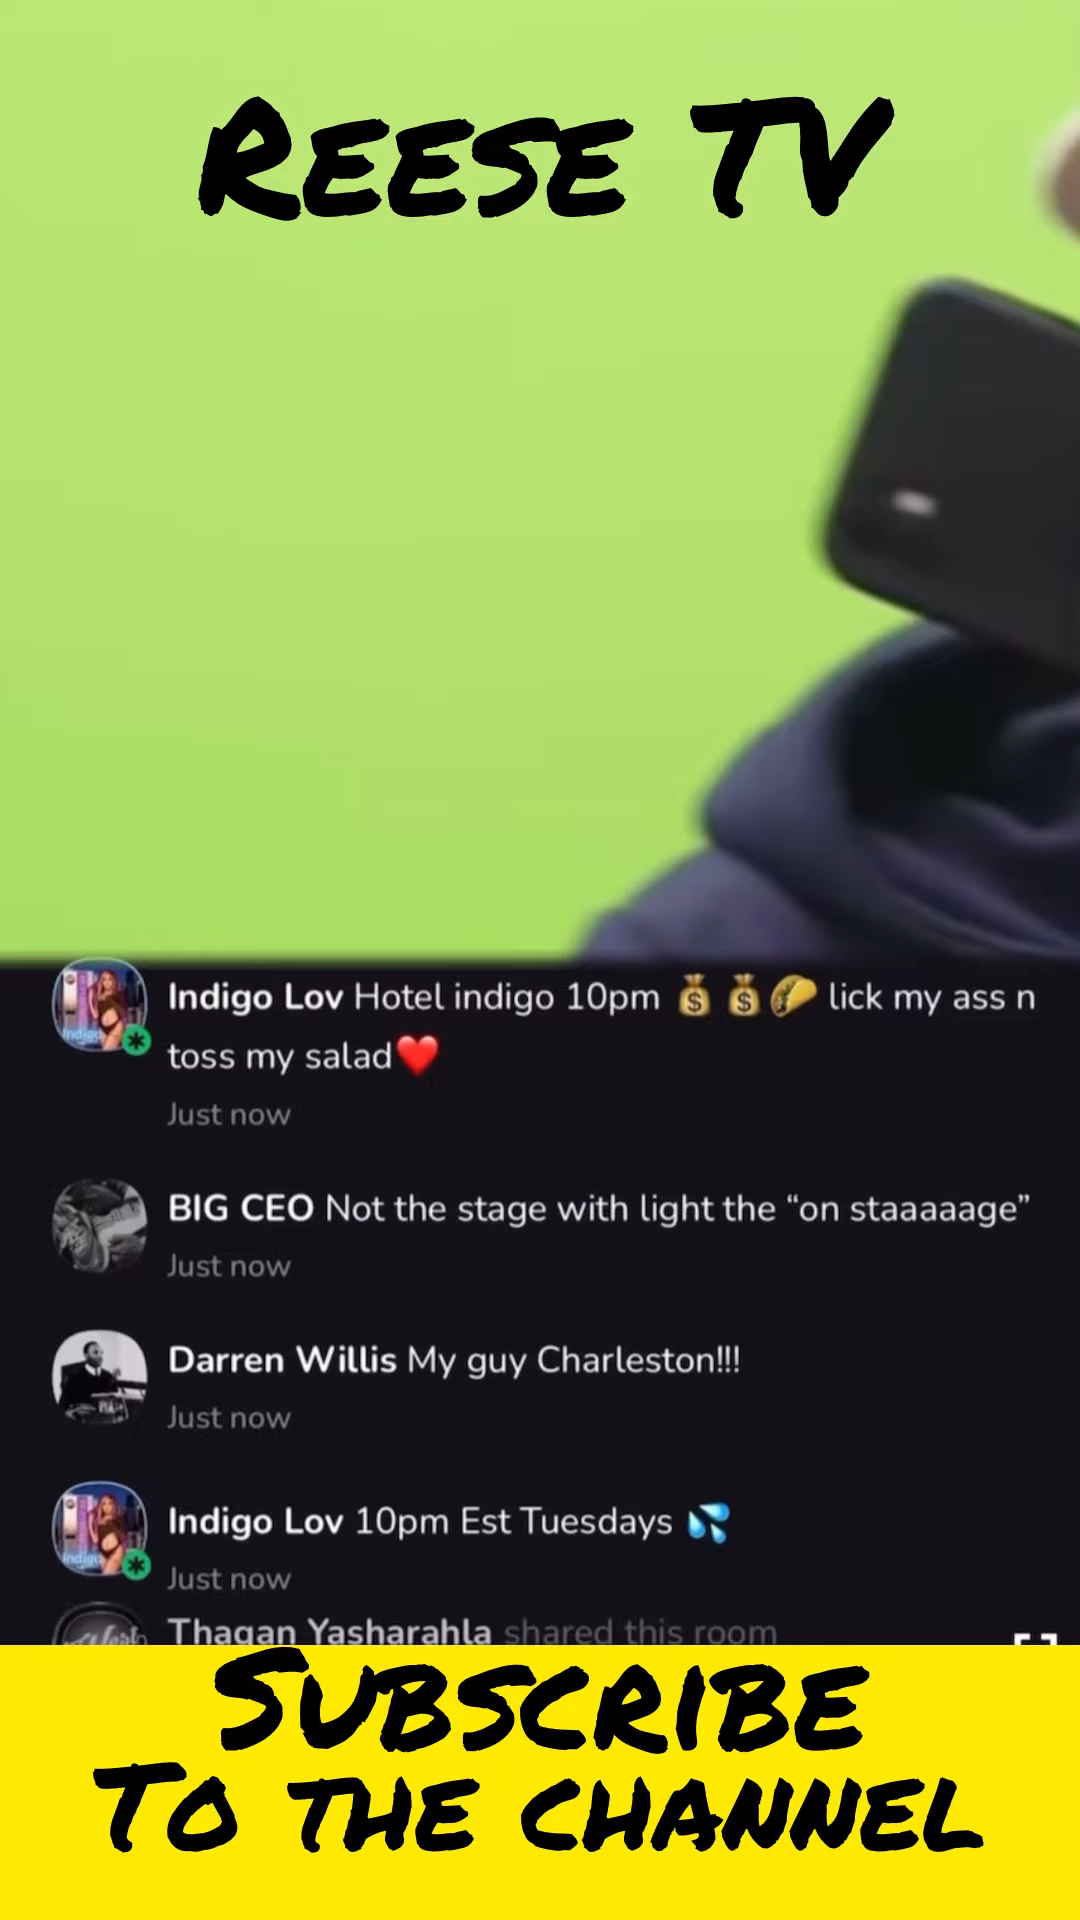 REESE TV
Indigo Lov Hotel indigo 10pm 💰💰🌮 lick my ass n
toss my salad❤️
Just now
BIG CEO Not the stage with light the “on staaaaage”
Just now
Darren Willis My guy Charleston!!!
Just now
Indigo Lov 10pm Est Tuesdays 💦
Just now
Thagan Yasharahla shared this room
SUBSCRIBE
TO THE CHANNEL